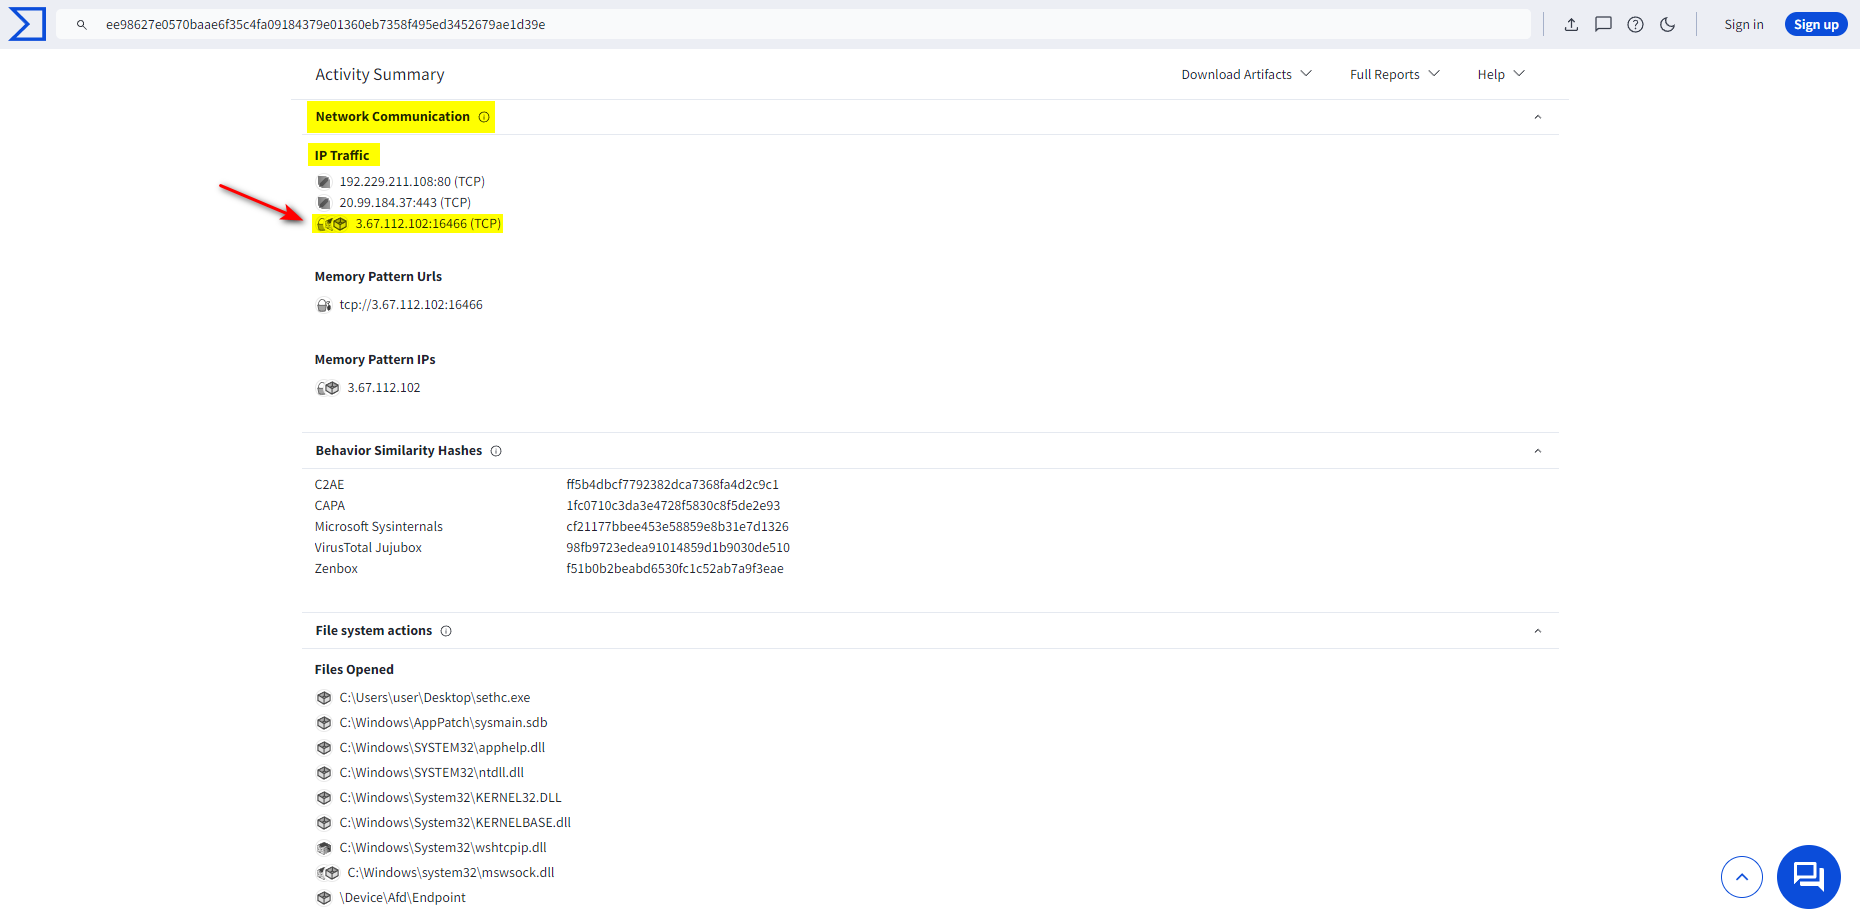 ee98627e0570baae6f35c4fa09184379e01360eb7358f495ed3452679ae1d39e
Sign in
Sign up
Activity Summary
Download Artifacts
Full Reports
Help
Network Communication
IP Traffic
192.229.211.108:80 (TCP)
20.99.184.37:443 (TCP)
3.67.112.102:16466 (TCP)
Memory Pattern Urls
tcp://3.67.112.102:16466
Memory Pattern IPs
3.67.112.102
Behavior Similarity Hashes
C2AE ff5b4dbcf7792382dca7368fa4d2c9c1
CAPA 1fc0710c3da3e4728f5830c8f5de2e93
Microsoft Sysinternals cf21177bbee453e58859e8b31e7d1326
VirusTotal Jujubox 98fb9723edea91014859d1b9030de510
Zenbox f51b0b2beabd6530fc1c52ab7a9f3eae
File system actions
Files Opened
C:\Users\user\Desktop\sethc.exe
C:\Windows\AppPatch\sysmain.sdb
C:\Windows\SYSTEM32\apphelp.dll
C:\Windows\SYSTEM32\ntdll.dll
C:\Windows\System32\KERNEL32.DLL
C:\Windows\System32\KERNELBASE.dll
C:\Windows\System32\wshtcpip.dll
C:\Windows\system32\mswsock.dll
\Device\Afd\Endpoint